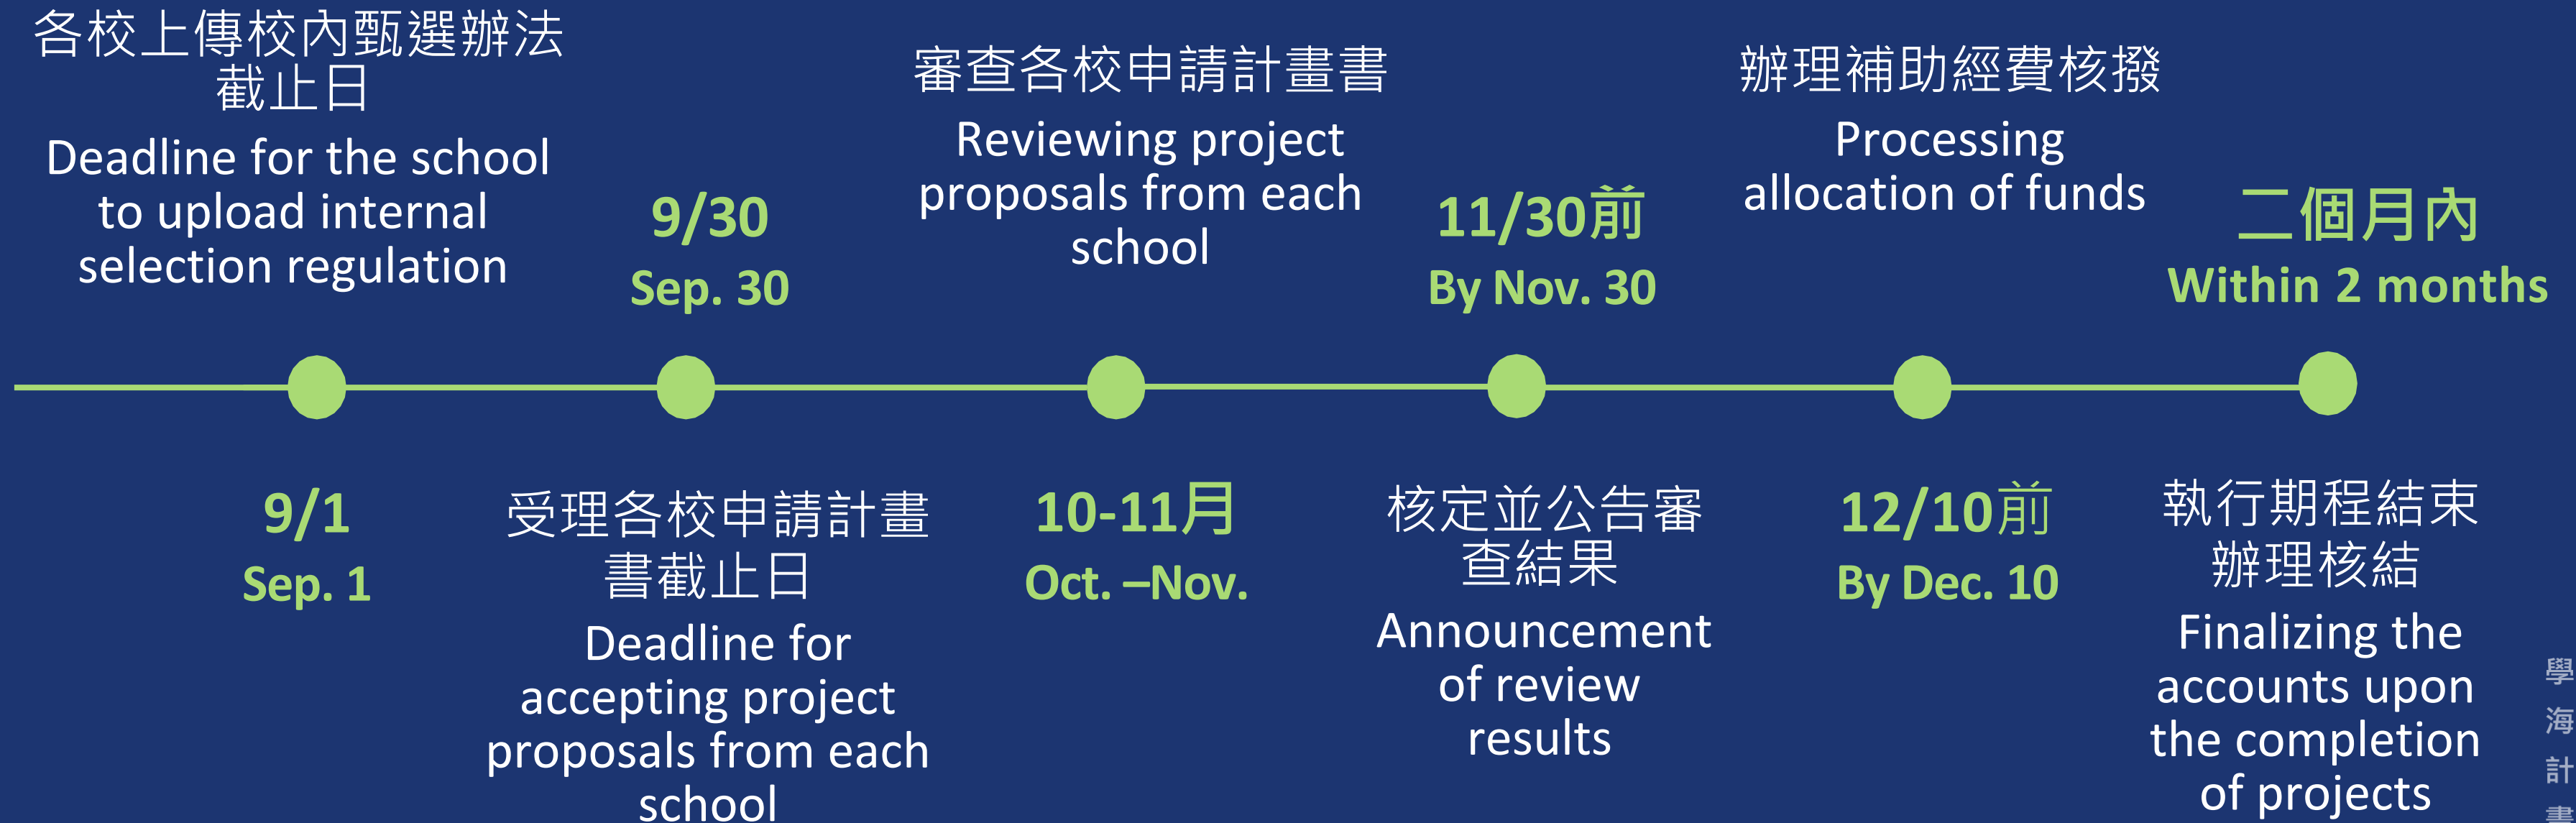 各校上傳校內甄選辦法
截止日
Deadline for the school
to upload internal
selection regulation
9/1
Sep. 1
9/30
Sep. 30
受理各校申請計畫
書截止日
Deadline for
accepting project
proposals from each
school
審查各校申請計畫書
Reviewing project
proposals from each
school
10-11月
Oct. –Nov.
11/30前
By Nov. 30
核定並公告審
查結果
Announcement
of review
results
辦理補助經費核撥
Processing
allocation of funds
12/10前
By Dec. 10
二個月內
Within 2 months
執行期程結束
辦理核結
Finalizing the
accounts upon
the completion
of projects
學
海
計
畫